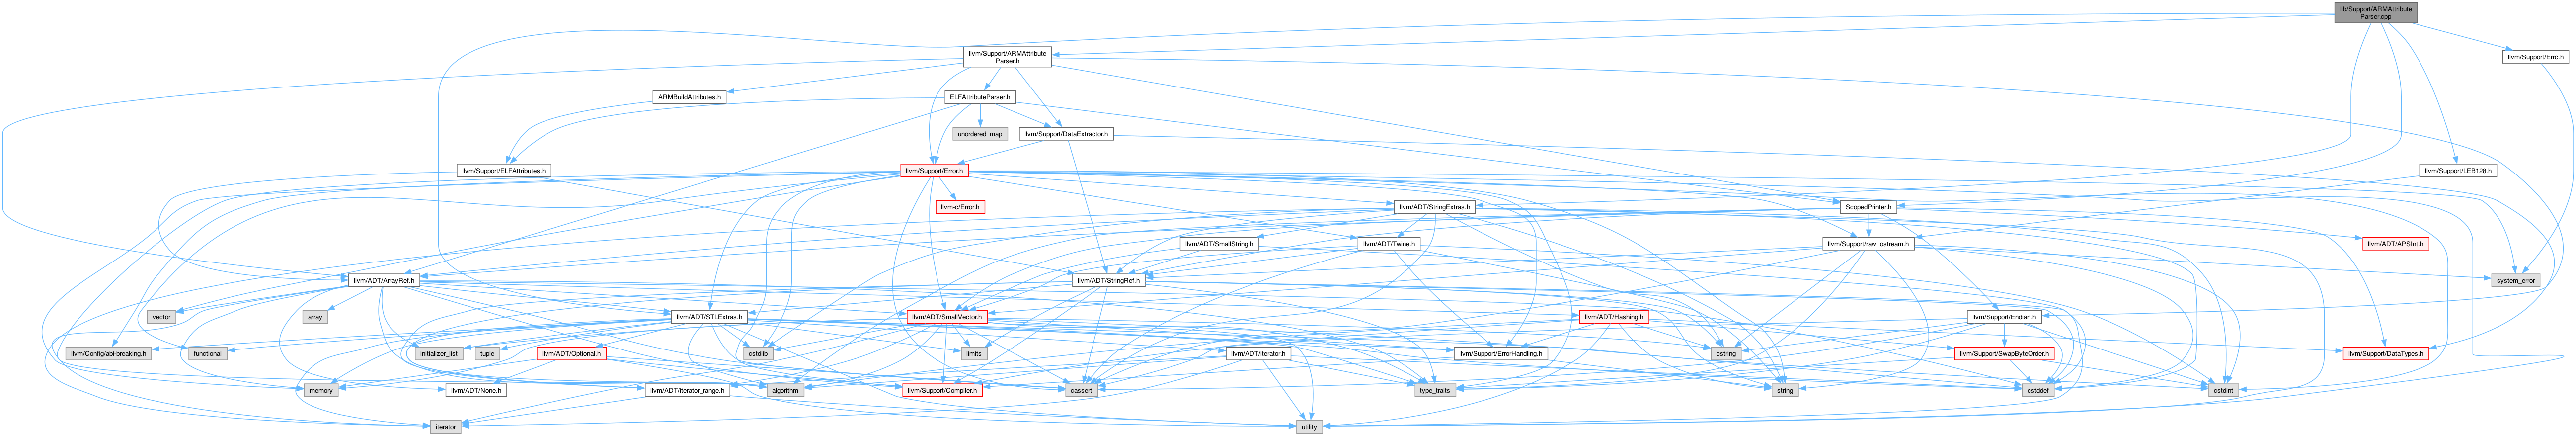 lib/Support/ARMAttribute
Parser.cpp
llvm/Support/ARMAttribute
Parser.h
llvm/Support/Errc.h
ARMBuildAttributes.h
ELFAttributeParser.h
unordered_map
llvm/Support/DataExtractor.h
llvm/Support/ELFAttributes.h
llvm/Support/Error.h
llvm/Support/LEB128.h
llvm-c/Error.h
llvm/ADT/StringExtras.h
ScopedPrinter.h
llvm/ADT/SmallString.h
llvm/ADT/Twine.h
llvm/Support/raw_ostream.h
llvm/ADT/APSInt.h
llvm/ADT/ArrayRef.h
llvm/ADT/StringRef.h
system_error
vector
array
llvm/ADT/STLExtras.h
llvm/ADT/SmallVector.h
llvm/ADT/Hashing.h
llvm/Support/Endian.h
llvm/Config/abi-breaking.h
functional
initializer_list
tuple
llvm/ADT/Optional.h
cstdlib
limits
llvm/ADT/iterator.h
llvm/Support/ErrorHandling.h
cstring
llvm/Support/SwapByteOrder.h
llvm/Support/DataTypes.h
memory
llvm/ADT/None.h
llvm/ADT/iterator_range.h
algorithm
llvm/Support/Compiler.h
cassert
type_traits
string
cstddef
cstdint
iterator
utility